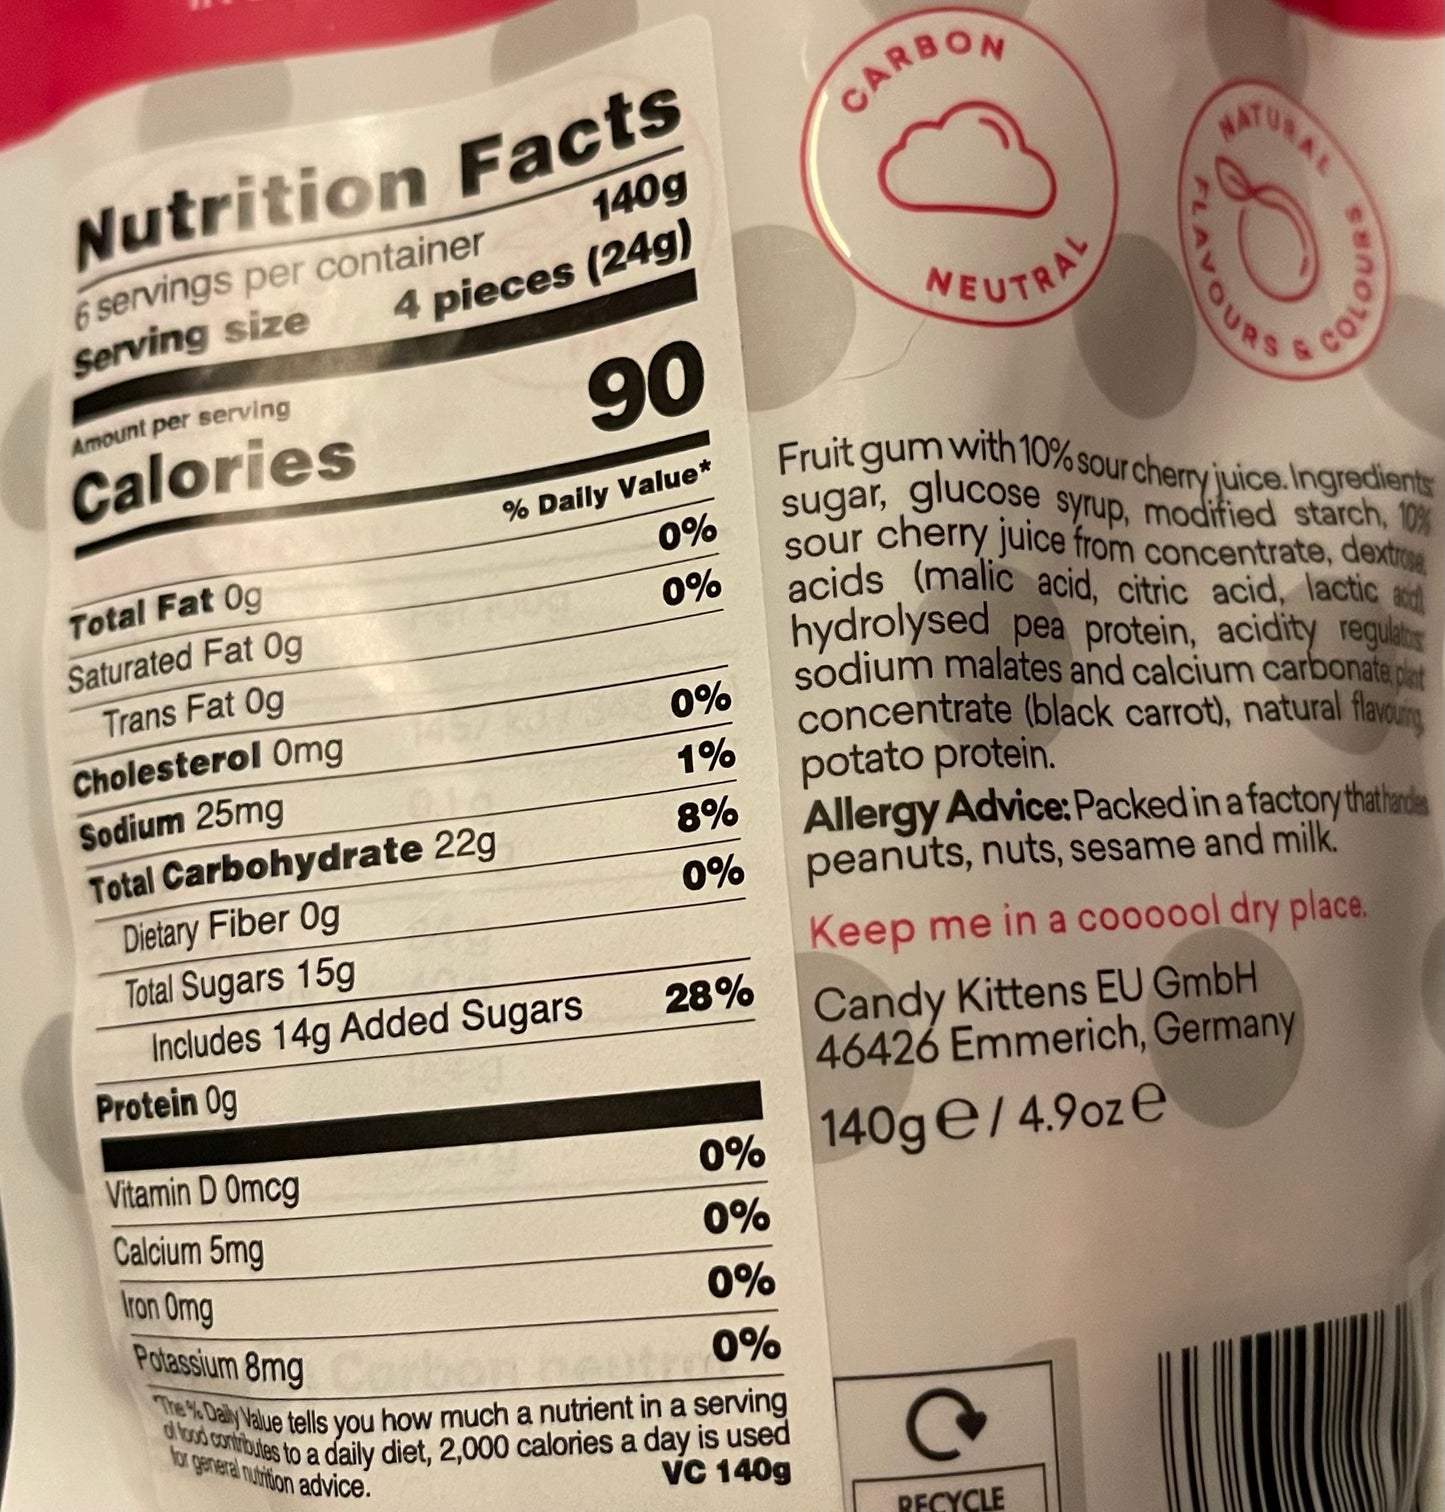 Nutrition Facts
140g
6 servings per container
Serving size 4 pieces (24g)
Amount per serving
Calories 90
% Daily Value*
Total Fat 0g 0%
Saturated Fat 0g 0%
Trans Fat 0g
Cholesterol 0mg 0%
Sodium 25mg 1%
Total Carbohydrate 22g 8%
Dietary Fiber 0g 0%
Total Sugars 15g
Includes 14g Added Sugars 28%
Protein 0g
Vitamin D 0mcg 0%
Calcium 5mg 0%
Iron 0mg 0%
Potassium 8mg 0%
*The % Daily Value tells you how much a nutrient in a serving
of food contributes to a daily diet, 2,000 calories a day is used
for general nutrition advice.
VC 140g
CARBON
NEUTRAL
NATURAL
FLAVOURS & COLOURS
Fruit gum with 10% sour cherry juice. Ingredients
sugar, glucose syrup, modified starch, 10%
sour cherry juice from concentrate, dextrose
acids (malic acid, citric acid, lactic acid
hydrolysed pea protein, acidity regulators
sodium malates and calcium carbonate, plant
concentrate (black carrot), natural flavouring,
potato protein.
Allergy Advice: Packed in a factory that handles
peanuts, nuts, sesame and milk.
Keep me in a coooool dry place.
Candy Kittens EU GmbH
46426 Emmerich, Germany
140g e / 4.9oz e
RECYCLE